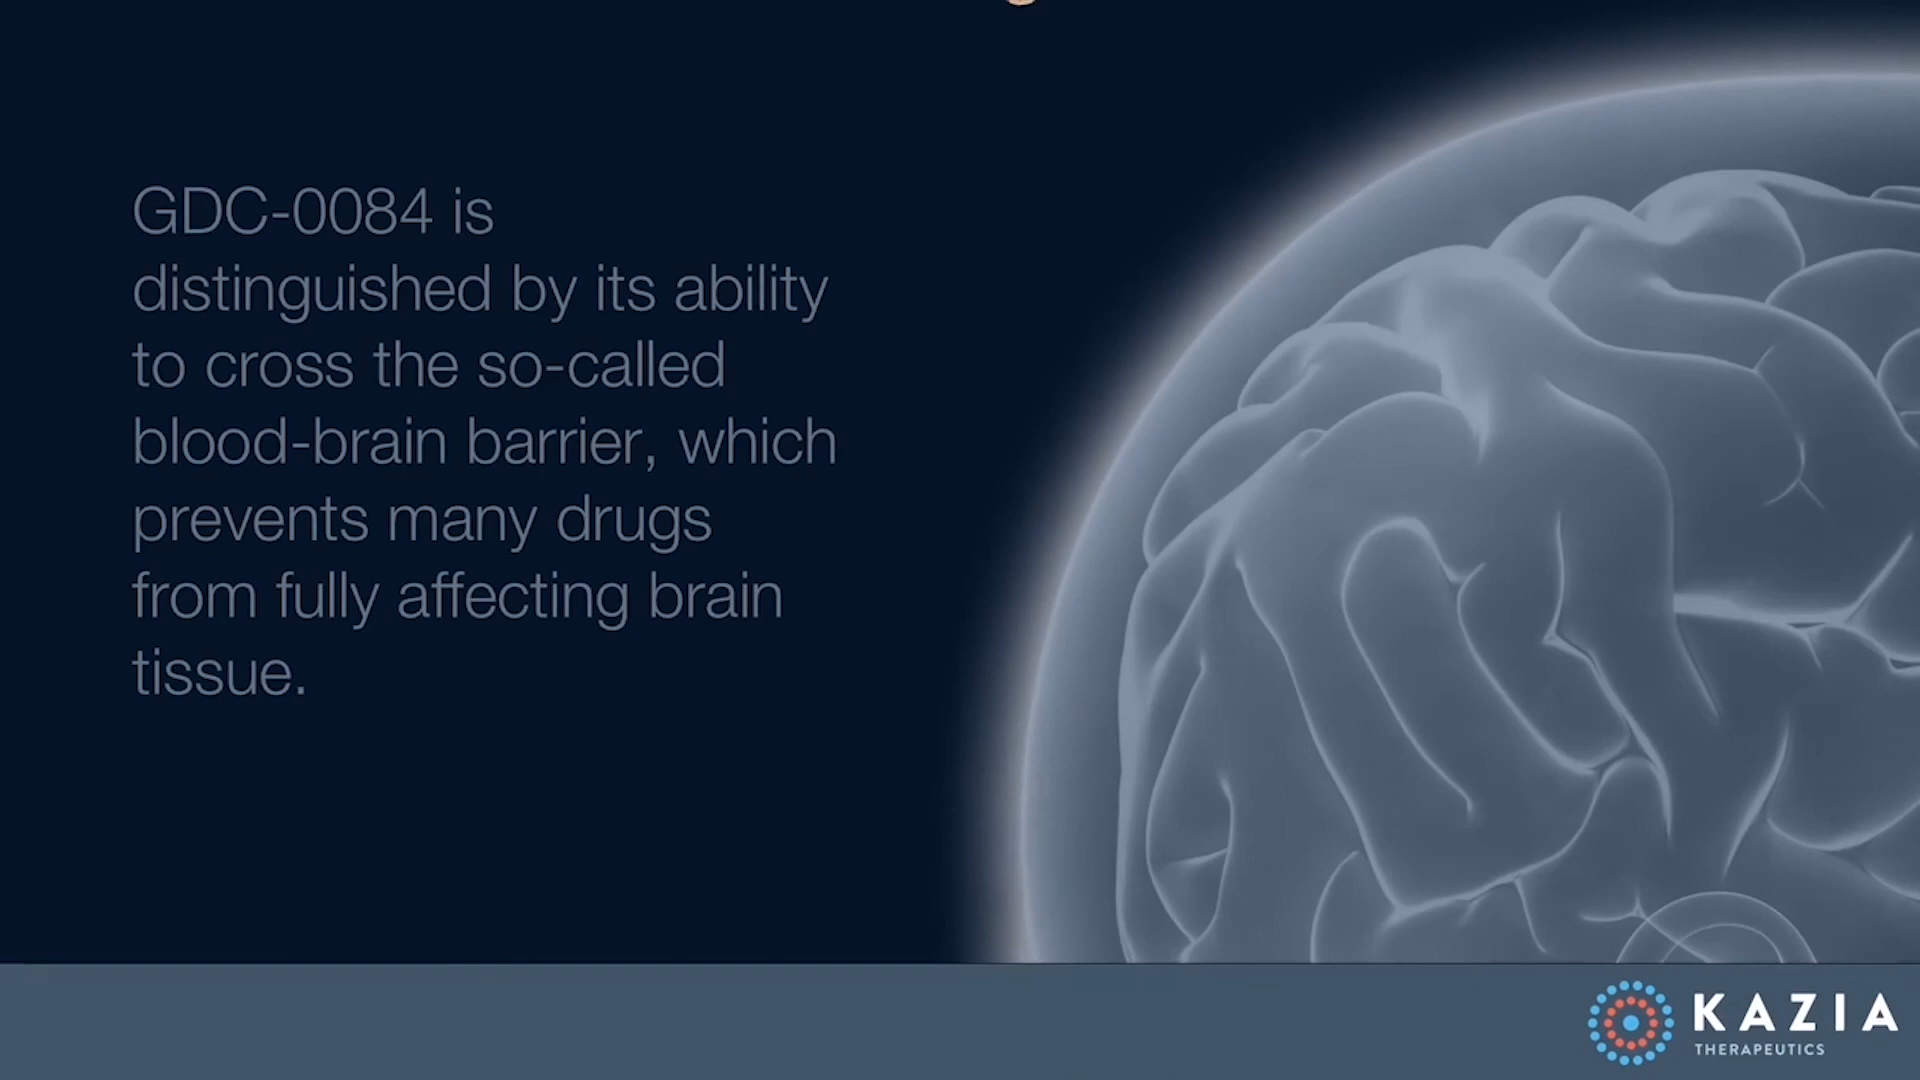 GDC-0084 is
distinguished by its ability
to cross the so-called
blood-brain barrier, which
prevents many drugs
from fully affecting brain
tissue.
KAZIA
THERAPEUTICS